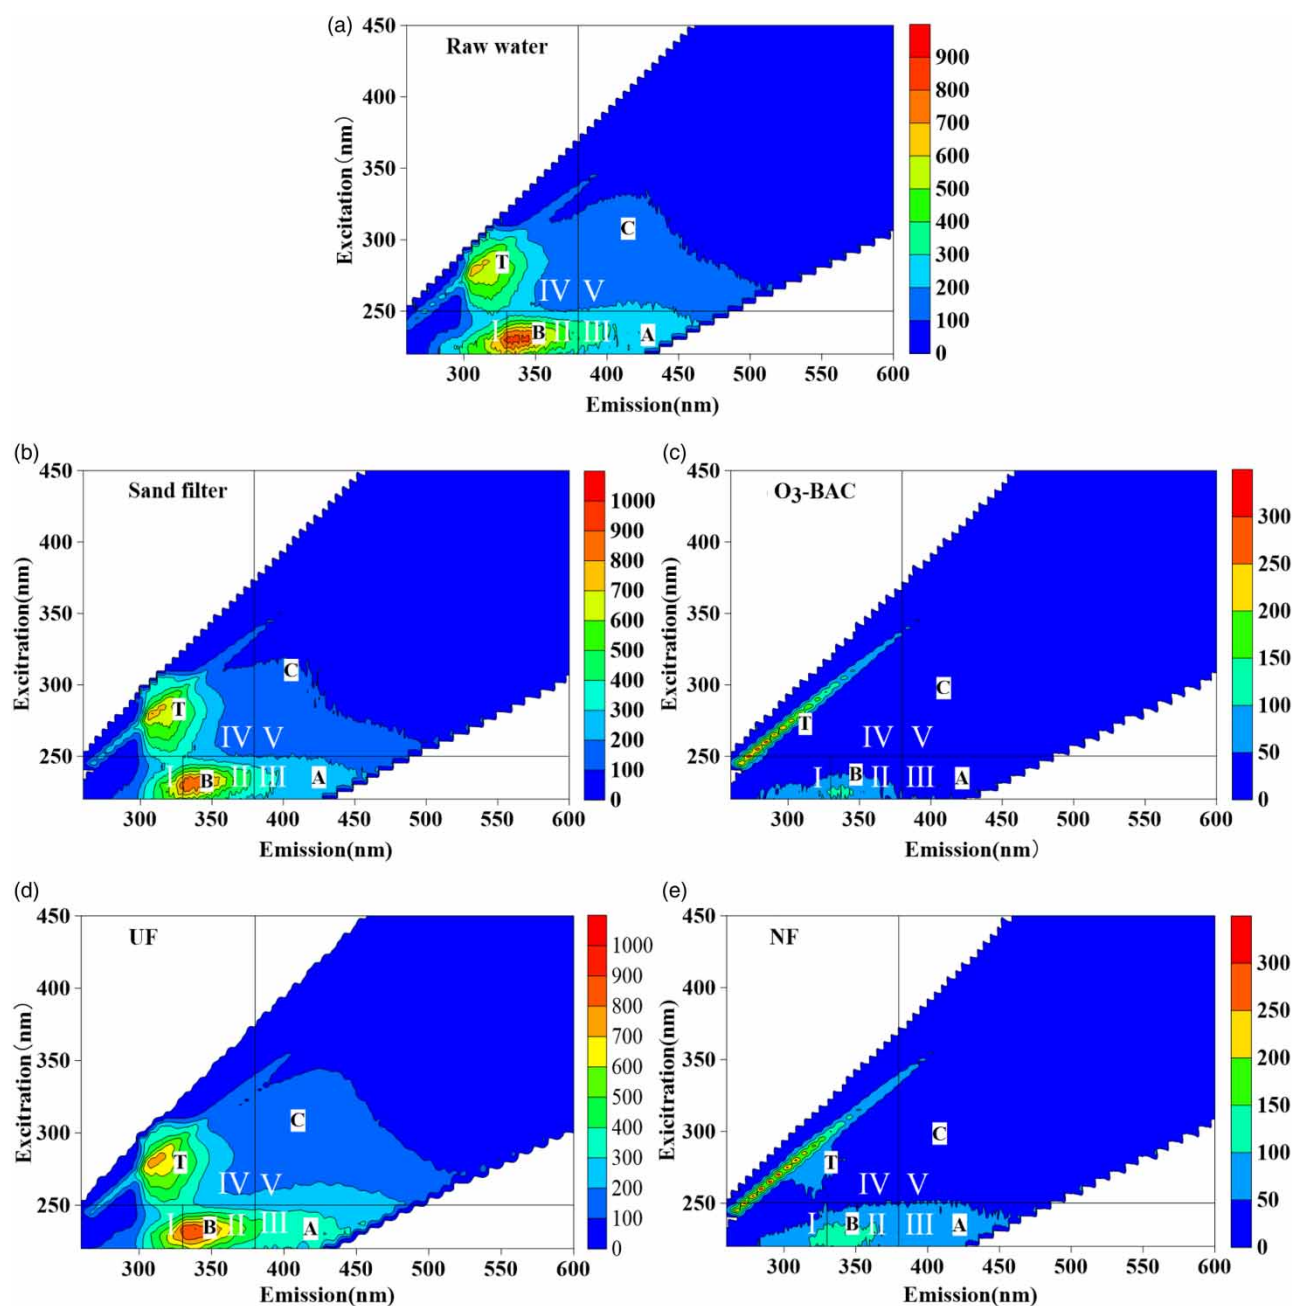 (a)
Raw water
450
400
350
300
250
Excitation(nm)
T
C
IV V
I B II III A
300 350 400 450 500 550 600
Emission(nm)
900
800
700
600
500
400
300
200
100
0
(b)
Sand filter
450
400
350
300
250
Excitration(nm)
C
T
IV V
I B II III A
300 350 400 450 500 550 600
Emission(nm)
1000
900
800
700
600
500
400
300
200
100
0
(c)
O3-BAC
450
400
350
300
250
Excitration(nm)
C
T
IV V
I B II III A
300 350 400 450 500 550 600
Emission(nm)
300
250
200
150
100
50
0
(d)
UF
450
400
350
300
250
Excitration(nm)
C
T
IV V
I B II III A
300 350 400 450 500 550 600
Emission(nm)
1000
900
800
700
600
500
400
300
200
100
0
(e)
NF
450
400
350
300
250
Exicitration(nm)
C
T
IV V
I B II III A
300 350 400 450 500 550 600
Emission(nm)
300
250
200
150
100
50
0